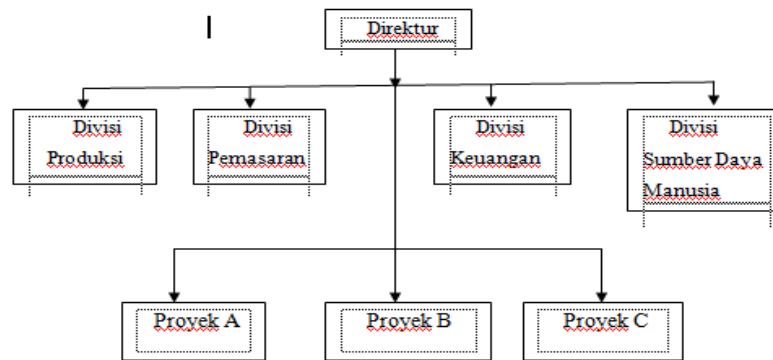 Direktur
Divisi
Produksi
Divisi
Pemasaran
Divisi
Keuangan
Divisi
Sumber Daya
Manusia
Proyek A
Proyek B
Proyek C